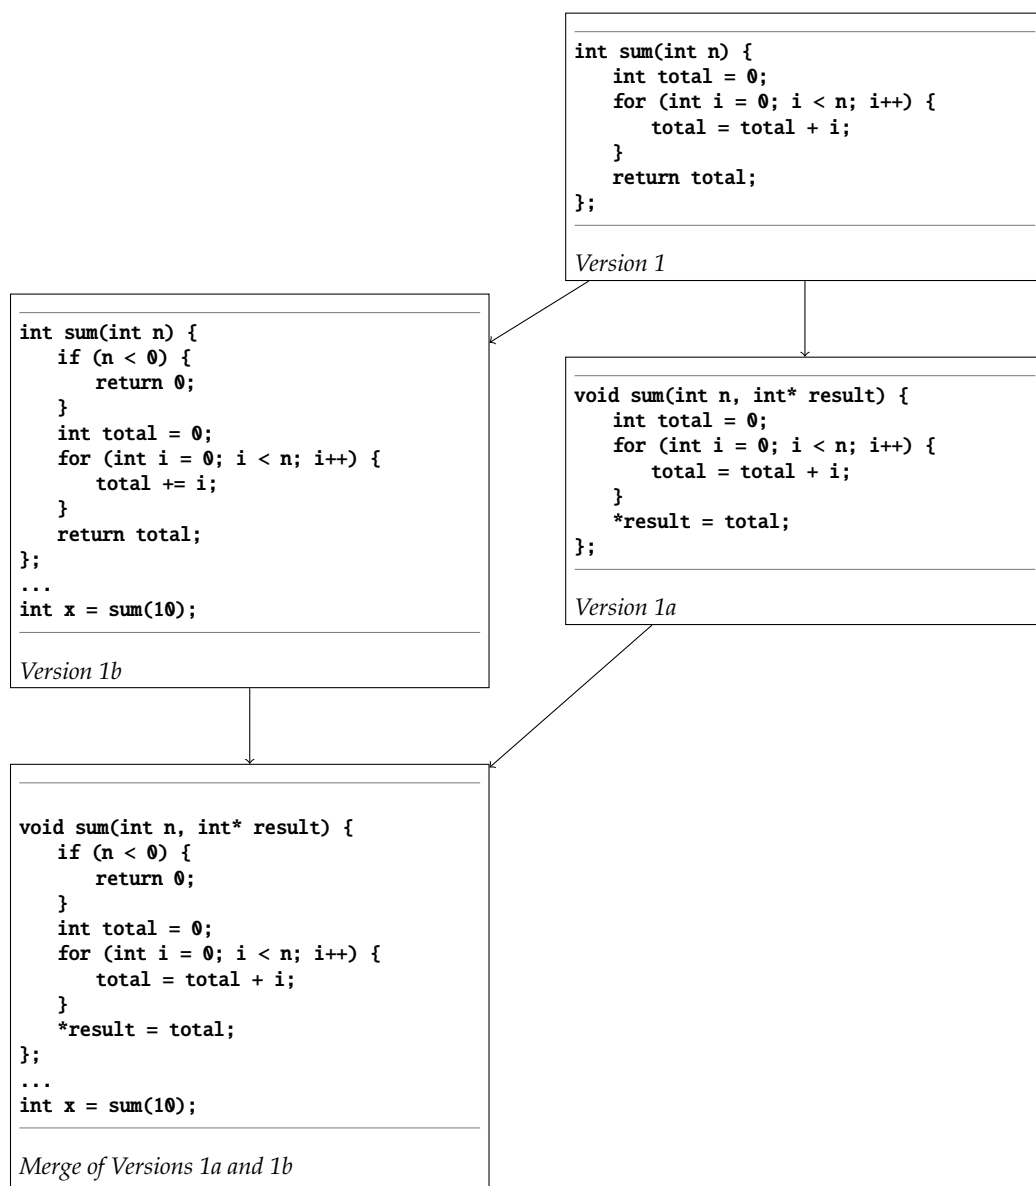 int sum(int n) {
int total = 0;
for (int i = 0; i < n; i++) {
total = total + i;
}
return total;
};
Version 1
int sum(int n) {
if (n < 0) {
return 0;
}
int total = 0;
for (int i = 0; i < n; i++) {
total += i;
}
return total;
};
...
int x = sum(10);
Version 1b
void sum(int n, int* result) {
int total = 0;
for (int i = 0; i < n; i++) {
total = total + i;
}
*result = total;
};
Version 1a
void sum(int n, int* result) {
if (n < 0) {
return 0;
}
int total = 0;
for (int i = 0; i < n; i++) {
total = total + i;
}
*result = total;
};
...
int x = sum(10);
Merge of Versions 1a and 1b